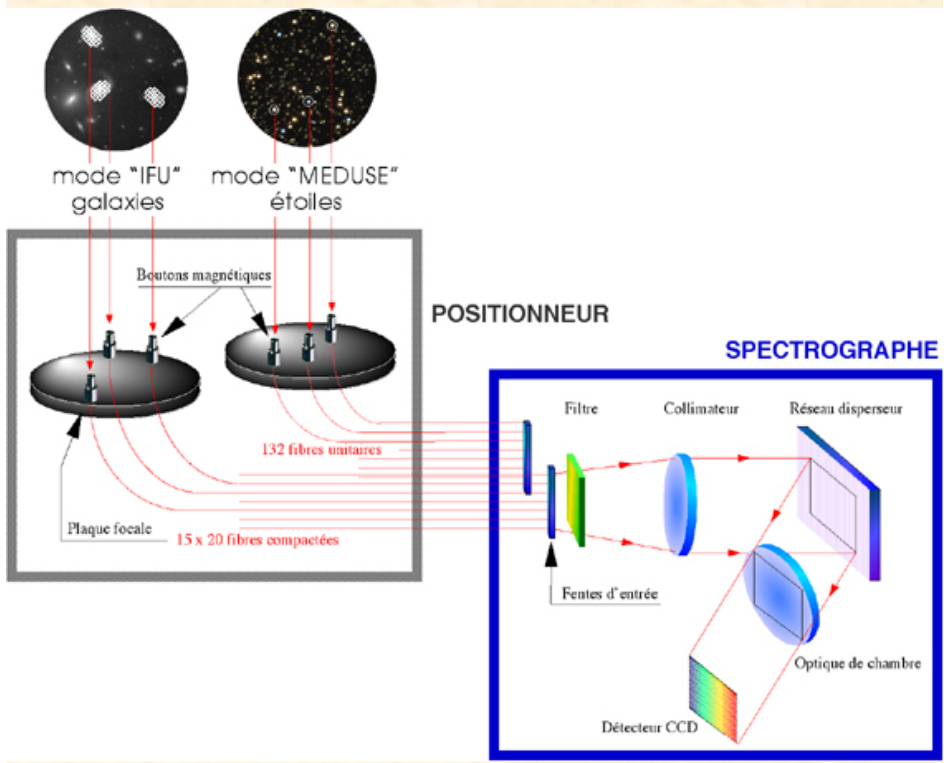 mode "IFU"
galaxies
mode "MEDUSE"
étoiles
Boutons magnétiques
POSITIONNEUR
SPECTROGRAPHE
Filtre
Collimateur
Réseau disperseur
132 fibres unitaires
Plaque focale
15 x 20 fibres compactées
Fentes d'entrée
Optique de chambre
Détecteur CCD